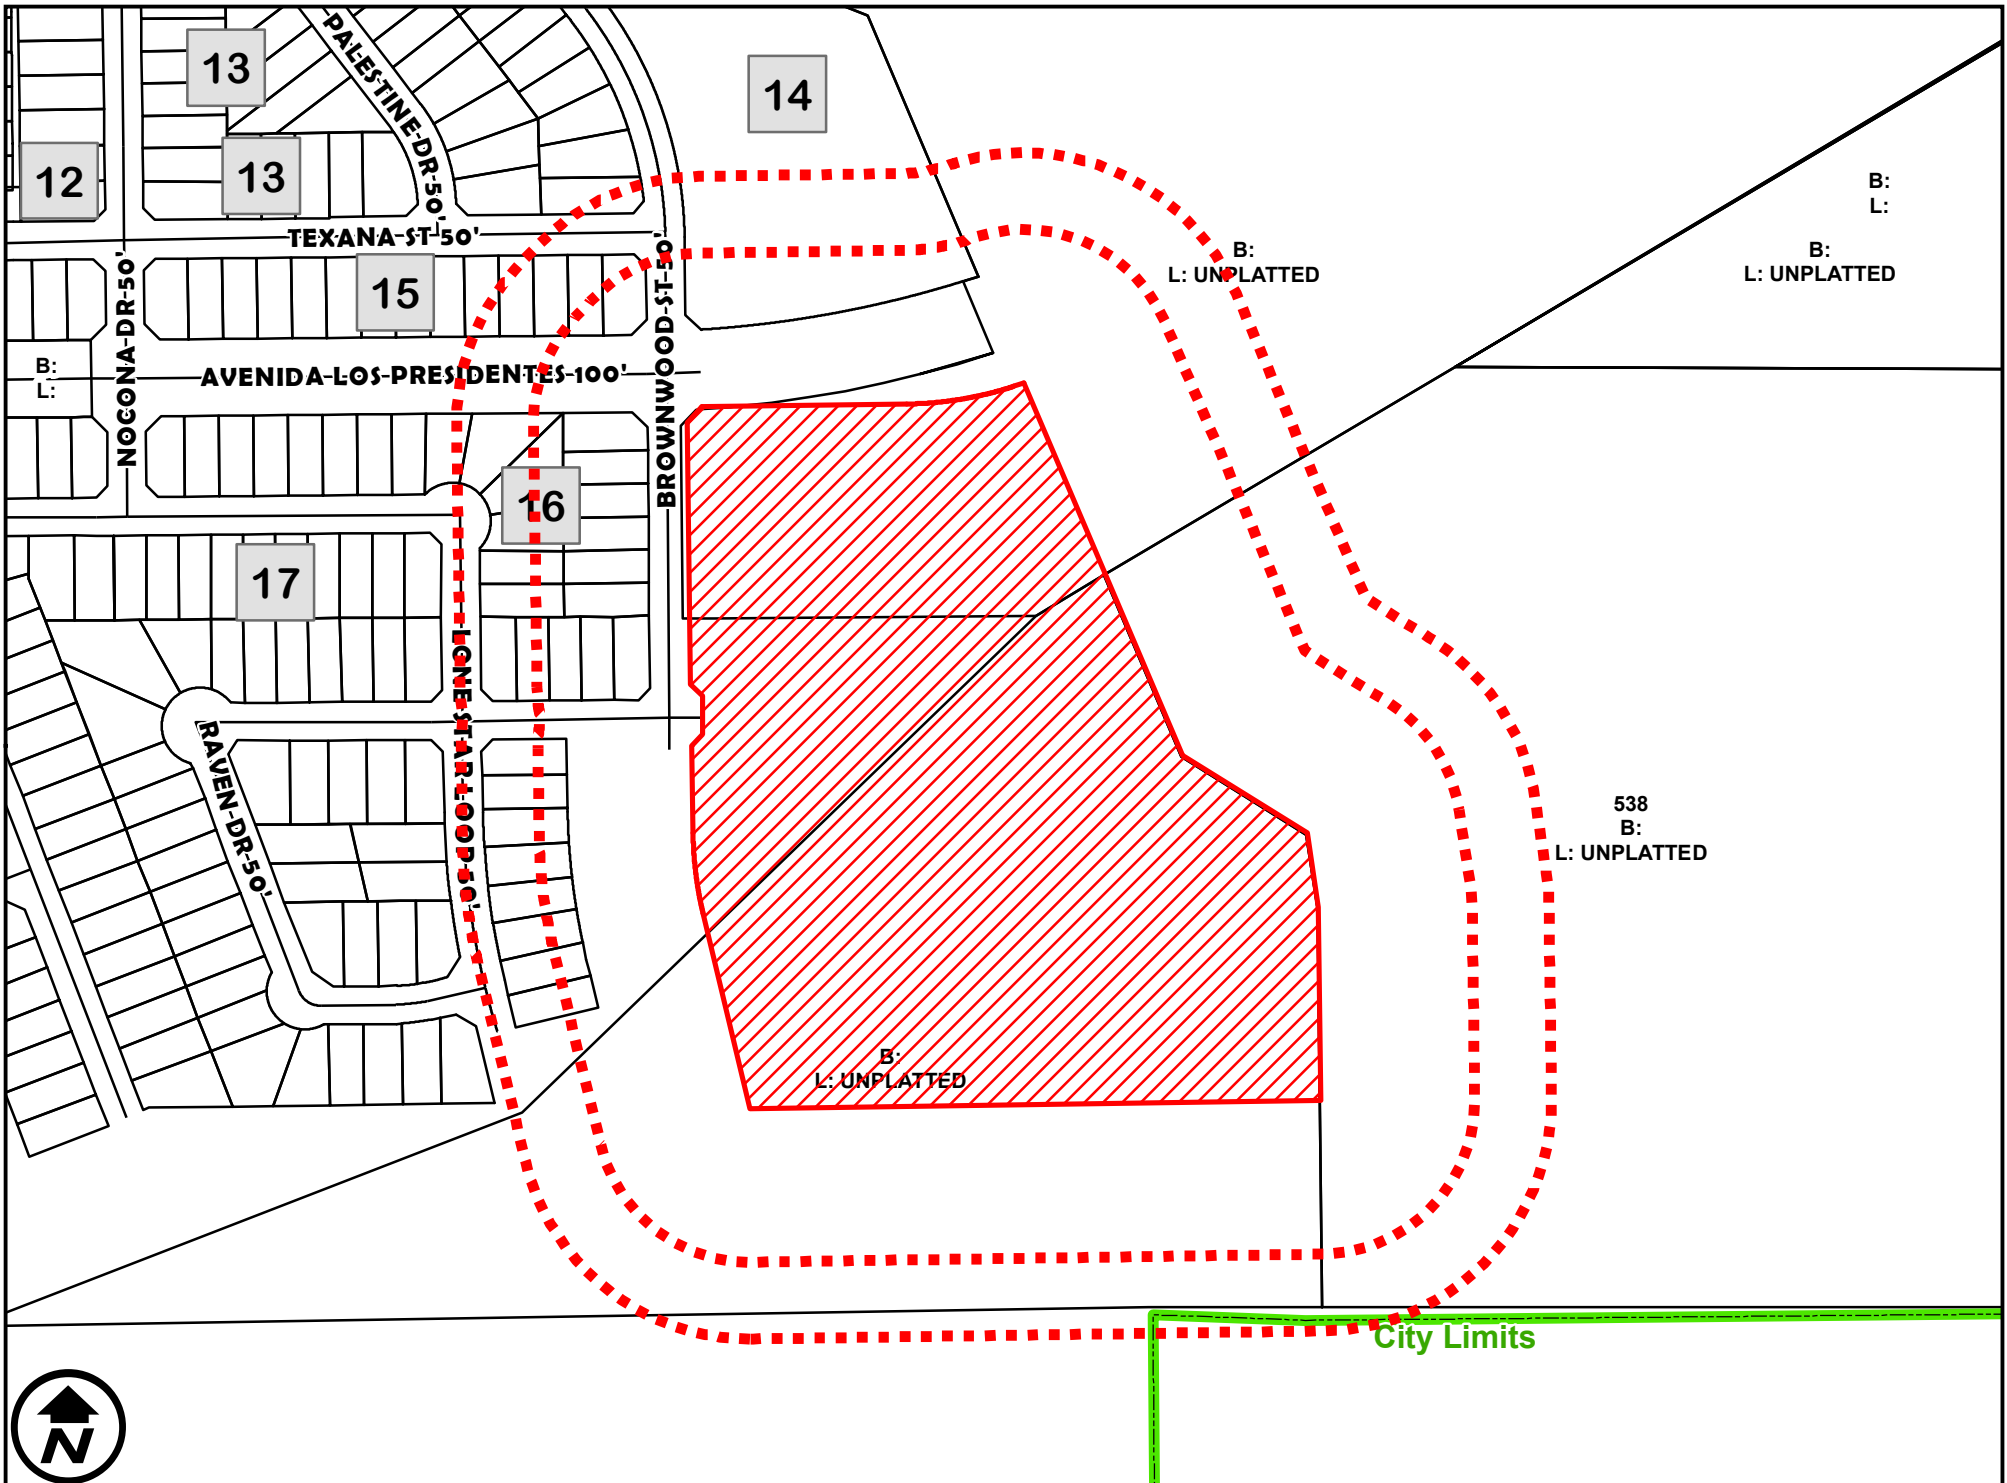 13
14
PALESTINE-DR-50'
12
13
B:
L:
TEXANA-ST-50'
B:
L: UNPLATTED
B:
L: UNPLATTED
15
NOCONA-DR-50'
BROWNWOOD-ST-50'
B:
L:
AVENIDA-LOS-PRESIDENTES-100'
16
17
LONE-STAR-LOOP-50'
RAVEN-DR-50'
538
B:
L: UNPLATTED
B:
L: UNPLATTED
City Limits
N